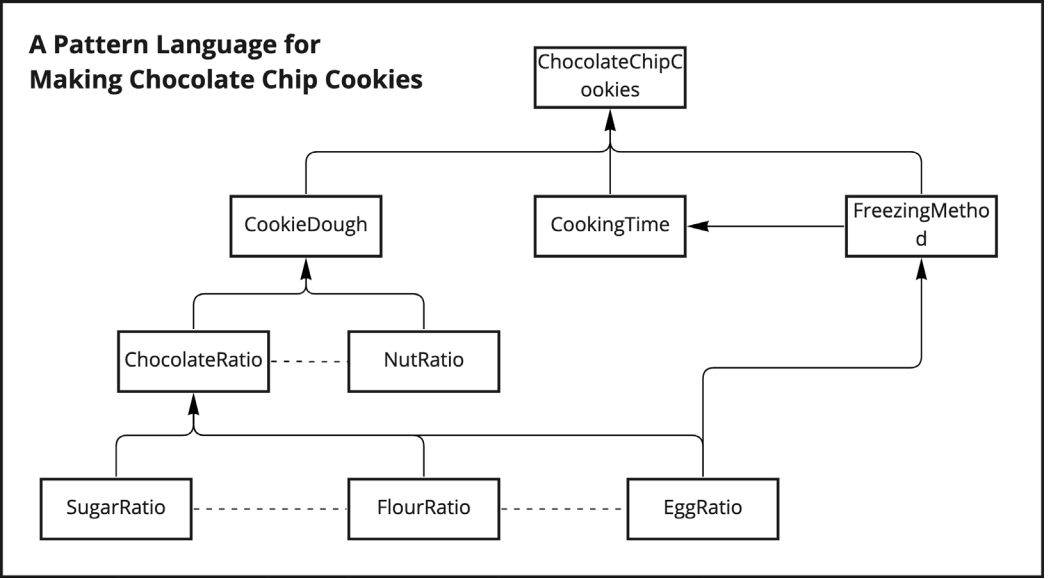 A Pattern Language for
Making Chocolate Chip Cookies
ChocolateChipC
ookies
CookieDough
CookingTime
FreezingMetho
d
ChocolateRatio
NutRatio
SugarRatio
FlourRatio
EggRatio